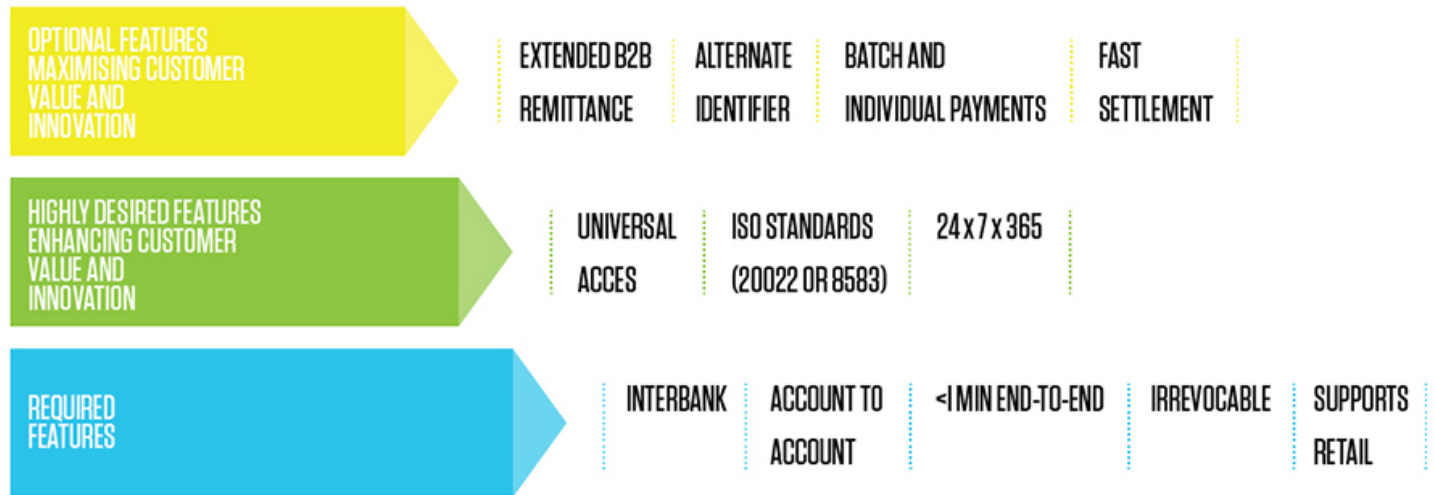 OPTIONAL FEATURES
MAXIMISING CUSTOMER
VALUE AND
INNOVATION
EXTENDED B2B
REMITTANCE
ALTERNATE
IDENTIFIER
BATCH AND
INDIVIDUAL PAYMENTS
FAST
SETTLEMENT
HIGHLY DESIRED FEATURES
ENHANCING CUSTOMER
VALUE AND
INNOVATION
UNIVERSAL
ACCES
ISO STANDARDS
(20022 OR 8583)
24 x 7 x 365
REQUIRED
FEATURES
INTERBANK
ACCOUNT TO
ACCOUNT
<1 MIN END-TO-END
IRREVOCABLE
SUPPORTS
RETAIL